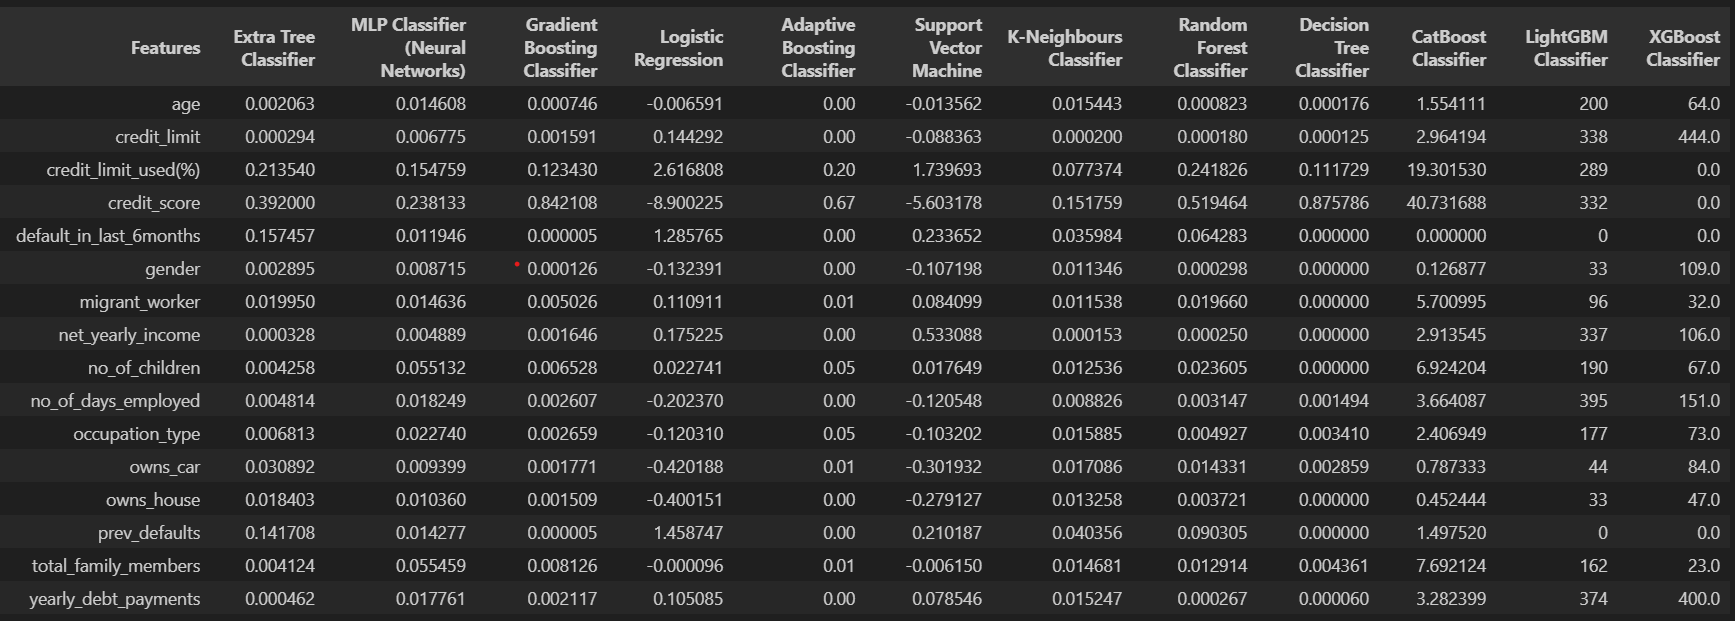 Features Extra Tree Classifier MLP Classifier (Neural Networks) Gradient Boosting Classifier Logistic Regression Adaptive Boosting Classifier Support Vector Machine K-Neighbours Classifier Random Forest Classifier Decision Tree Classifier CatBoost Classifier LightGBM Classifier XGBoost Classifier
age 0.002063 0.014608 0.000746 -0.006591 0.00 -0.013562 0.015443 0.000823 0.000176 1.554111 200 64.0
credit_limit 0.000294 0.006775 0.001591 0.144292 0.00 -0.088363 0.000200 0.000180 0.000125 2.964194 338 444.0
credit_limit_used(%) 0.213540 0.154759 0.123430 2.616808 0.20 1.739693 0.077374 0.241826 0.111729 19.301530 289 0.0
credit_score 0.392000 0.238133 0.842108 -8.900225 0.67 -5.603178 0.151759 0.519464 0.875786 40.731688 332 0.0
default_in_last_6months 0.157457 0.011946 0.000005 1.285765 0.00 0.233652 0.035984 0.064283 0.000000 0.000000 0 0.0
gender 0.002895 0.008715 0.000126 -0.132391 0.00 -0.107198 0.011346 0.000298 0.000000 0.126877 33 109.0
migrant_worker 0.019950 0.014636 0.005026 0.110911 0.01 0.084099 0.011538 0.019660 0.000000 5.700995 96 32.0
net_yearly_income 0.000328 0.004889 0.001646 0.175225 0.00 0.533088 0.000153 0.000250 0.000000 2.913545 337 106.0
no_of_children 0.004258 0.055132 0.006528 0.022741 0.05 0.017649 0.012536 0.023605 0.000000 6.924204 190 67.0
no_of_days_employed 0.004814 0.018249 0.002607 -0.202370 0.00 -0.120548 0.008826 0.003147 0.001494 3.664087 395 151.0
occupation_type 0.006813 0.022740 0.002659 -0.120310 0.05 -0.103202 0.015885 0.004927 0.003410 2.406949 177 73.0
owns_car 0.030892 0.009399 0.001771 -0.420188 0.01 -0.301932 0.017086 0.014331 0.002859 0.787333 44 84.0
owns_house 0.018403 0.010360 0.001509 -0.400151 0.00 -0.279127 0.013258 0.003721 0.000000 0.452444 33 47.0
prev_defaults 0.141708 0.014277 0.000005 1.458747 0.00 0.210187 0.040356 0.090305 0.000000 1.497520 0 0.0
total_family_members 0.004124 0.055459 0.008126 -0.000096 0.01 -0.006150 0.014681 0.012914 0.004361 7.692124 162 23.0
yearly_debt_payments 0.000462 0.017761 0.002117 0.105085 0.00 0.078546 0.015247 0.000267 0.000060 3.282399 374 400.0